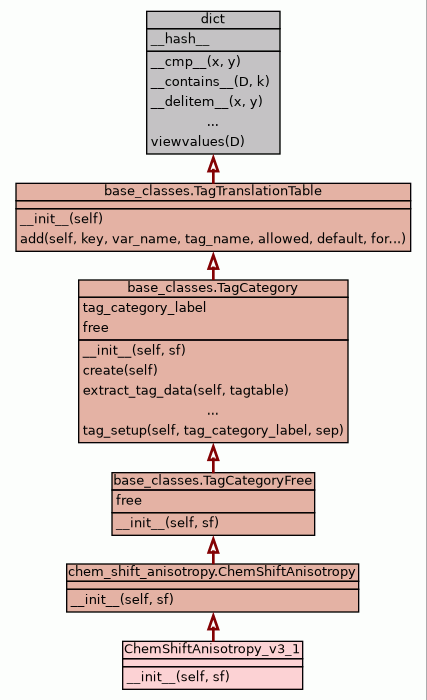 dict
__hash__
__cmp__(x, y)
__contains__(D, k)
__delitem__(x, y)
...
viewvalues(D)
base_classes.TagTranslationTable
__init__(self)
add(self, key, var_name, tag_name, allowed, default, for...)
base_classes.TagCategory
tag_category_label
free
__init__(self, sf)
create(self)
extract_tag_data(self, tagtable)
...
tag_setup(self, tag_category_label, sep)
base_classes.TagCategoryFree
free
__init__(self, sf)
chem_shift_anisotropy.ChemShiftAnisotropy
__init__(self, sf)
ChemShiftAnisotropy_v3_1
__init__(self, sf)